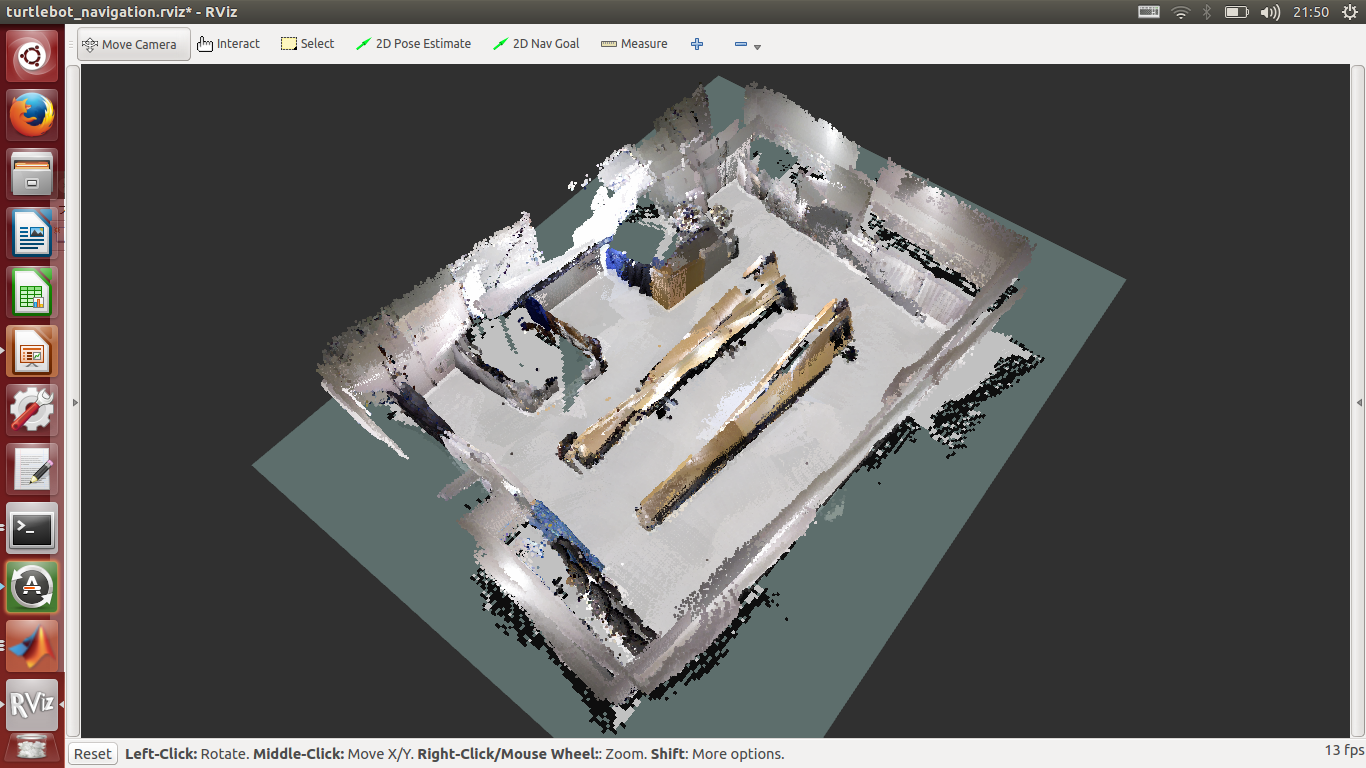 turtlebot_navigation.rviz* - RViz
21:50
Move Camera
Interact
Select
2D Pose Estimate
2D Nav Goal
Measure
RViz
Reset
Left-Click: Rotate. Middle-Click: Move X/Y. Right-Click/Mouse Wheel:: Zoom. Shift: More options.
13 fps